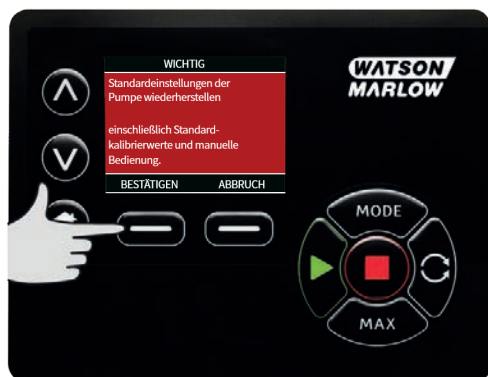 WICHTIG
WATSON
MARLOW
Standardeinstellungen der
Pumpe wiederherstellen
einschließlich Standard-
kalibrierwerte und manuelle
Bedienung.
BESTÄTIGEN ABBRUCH
MODE
MAX